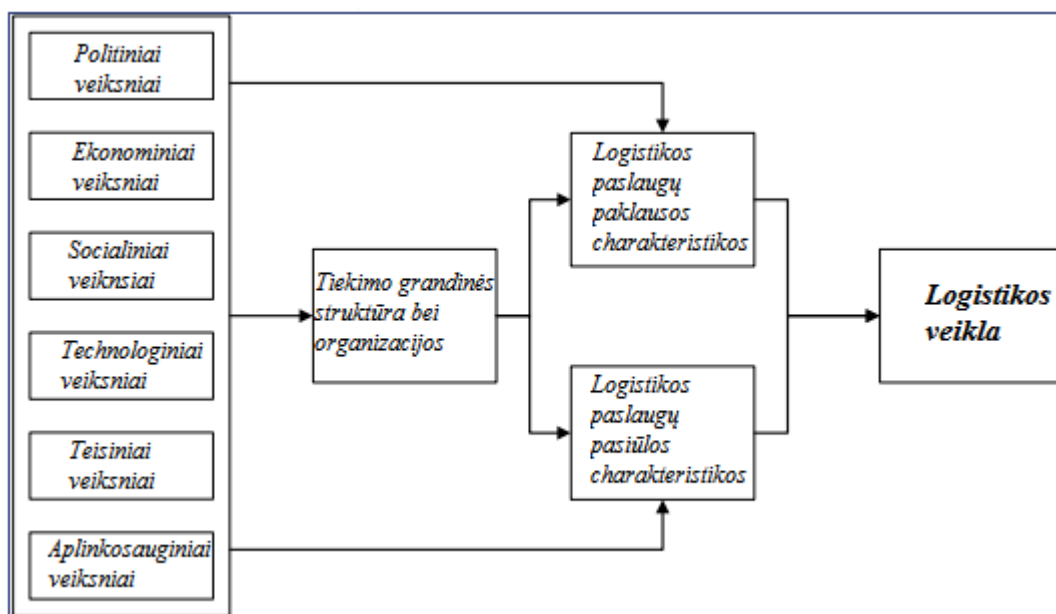 Politiniai
veiksniai
Ekonominiai
veiksniai
Socialiniai
veiknsiai
Technologiniai
veiksniai
Teisiniai
veiksniai
Aplinkosauginiai
veiksniai
Tiekimo grandinės
struktūra bei
organizacijos
Logistikos
paslaugų
paklausos
charakteristikos
Logistikos
paslaugų
pasiūlos
charakteristikos
Logistikos
veikla